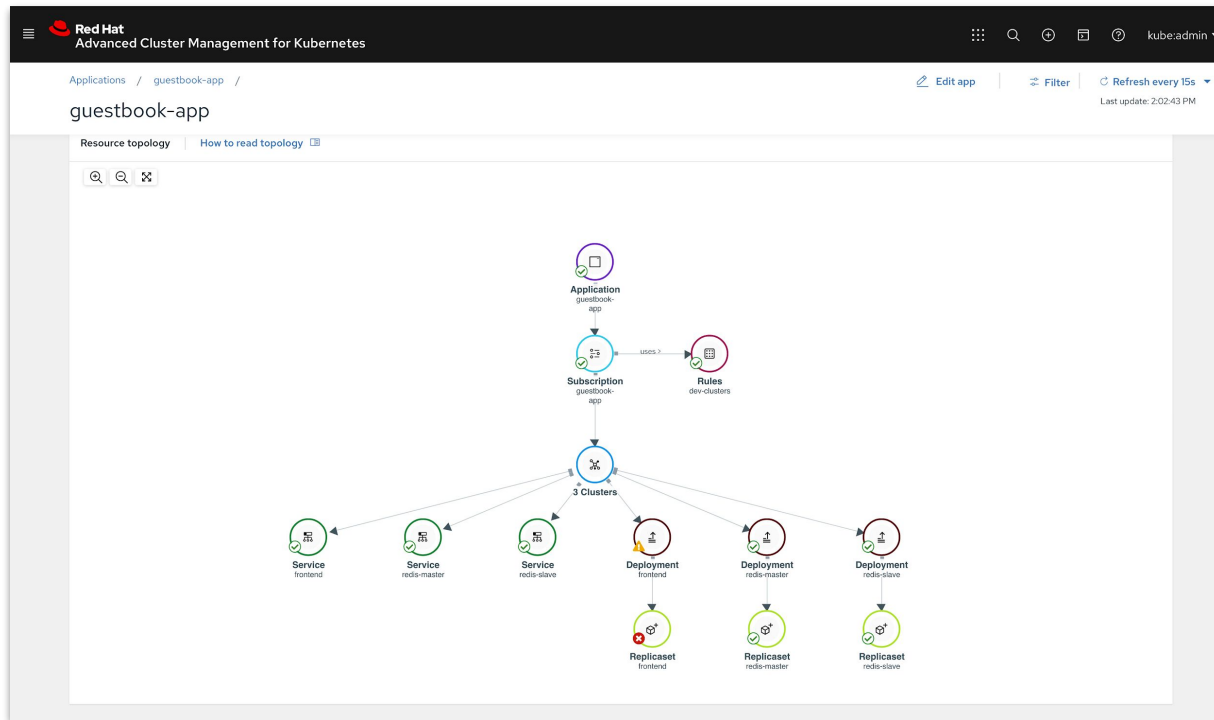 Red Hat
Advanced Cluster Management for Kubernetes
kube:admin
Applications / guestbook-app /
Edit app
Filter
Refresh every 15s
guestbook-app
Last update: 2:02:43 PM
Resource topology
How to read topology
Application
guestbook-
app
uses >
Subscription
guestbook-
app
Rules
dev-clusters
3 Clusters
Service
frontend
Service
redis-master
Service
redis-slave
Deployment
frontend
Deployment
redis-master
Deployment
redis-slave
Replicaset
frontend
Replicaset
redis-master
Replicaset
redis-slave